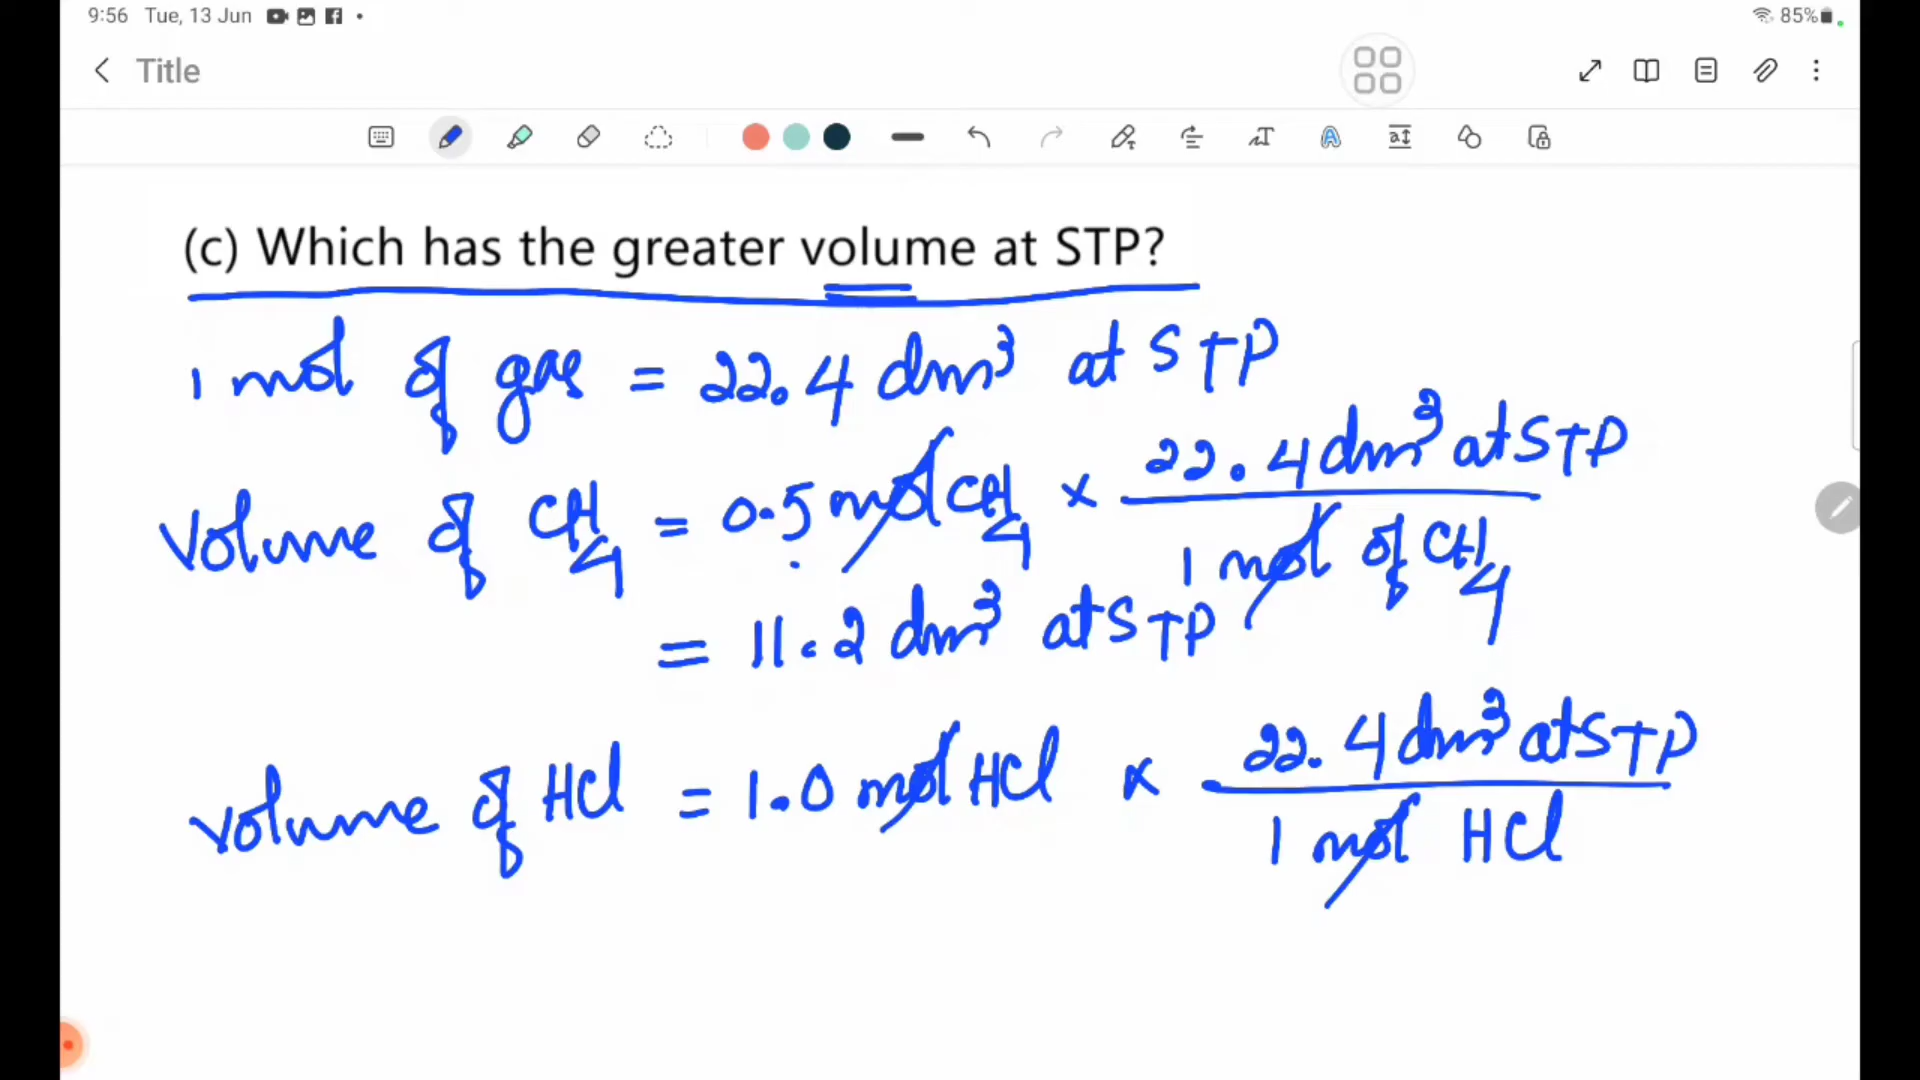 9:56 Tue, 13 Jun
85%
Title
(c) Which has the greater volume at STP?
1 mol of gas = 22.4 dm³ at STP
Volume of CH₄ = 0.5 mol CH₄ × 22.4 dm³ at STP
1 mol of CH₄
= 11.2 dm³ at STP
Volume of HCl = 1.0 mol HCl × 22.4 dm³ at STP
1 mol HCl